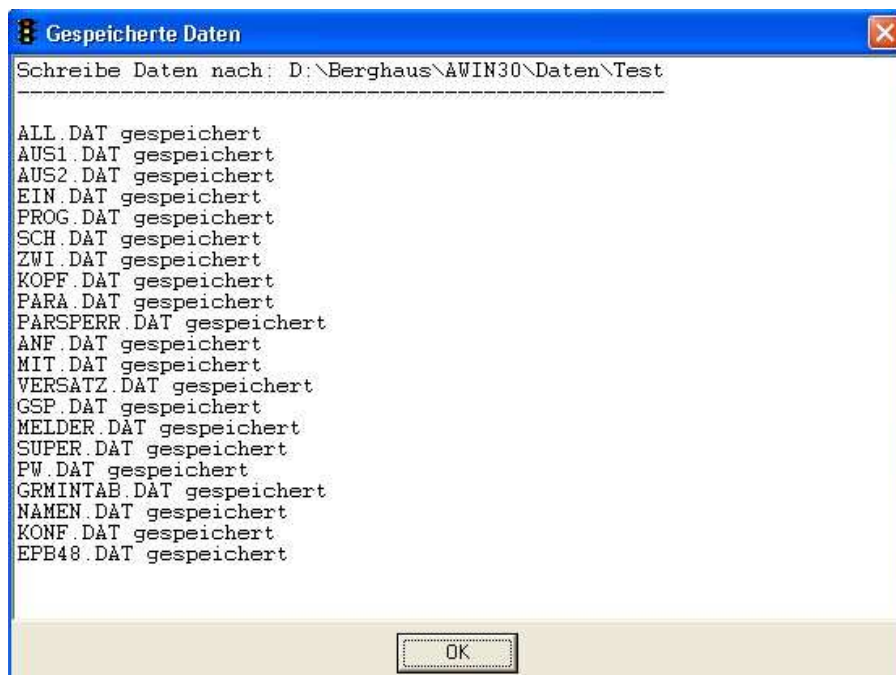 Gespeicherte Daten
Schreibe Daten nach: D:\Berghaus\AWIN30\Daten\Test
--------------------------------------------------
ALL.DAT gespeichert
AUS1.DAT gespeichert
AUS2.DAT gespeichert
EIN.DAT gespeichert
PROG.DAT gespeichert
SCH.DAT gespeichert
ZWI.DAT gespeichert
KOPF.DAT gespeichert
PARA.DAT gespeichert
PARSPERR.DAT gespeichert
ANF.DAT gespeichert
MIT.DAT gespeichert
VERSATZ.DAT gespeichert
GSP.DAT gespeichert
MELDER.DAT gespeichert
SUPER.DAT gespeichert
PW.DAT gespeichert
GRMINTAB.DAT gespeichert
NAMEN.DAT gespeichert
KONF.DAT gespeichert
EPB48.DAT gespeichert
OK